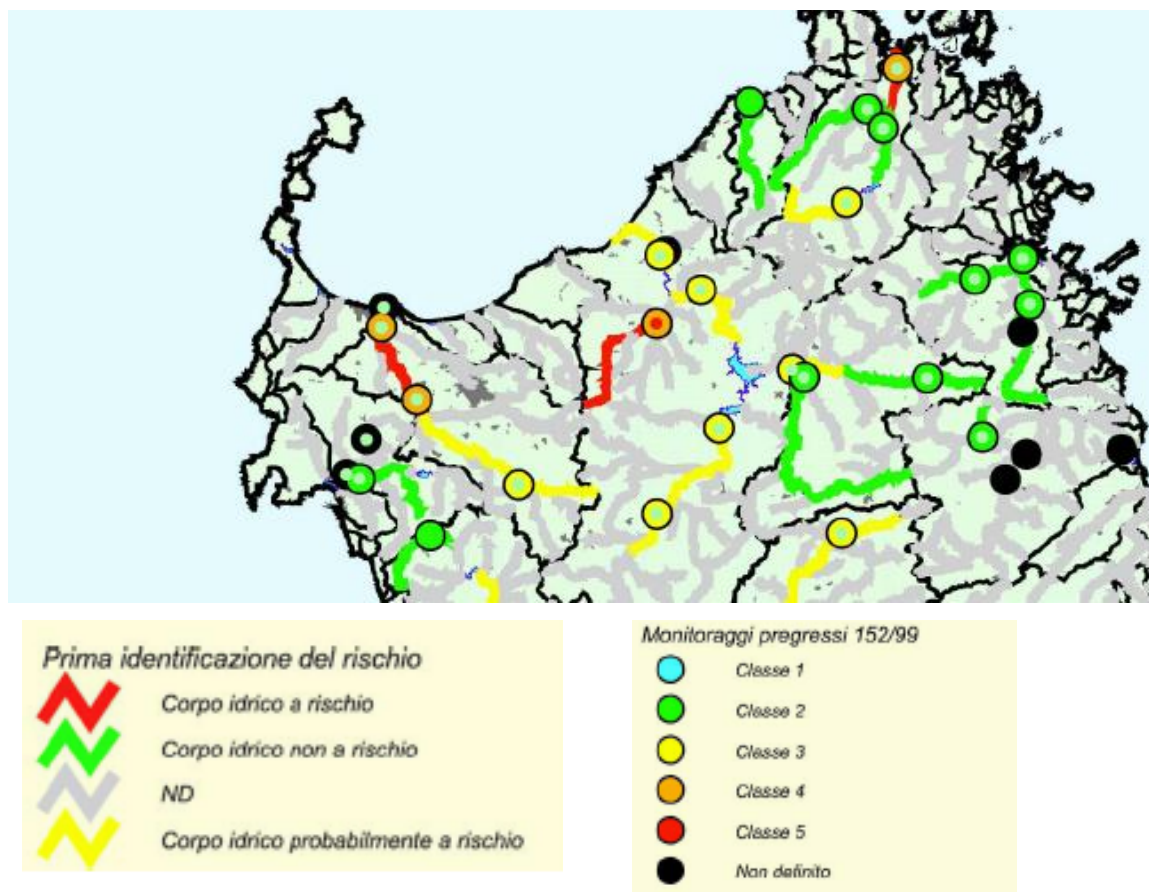 Prima identificazione del rischio
Corpo idrico a rischio
Corpo idrico non a rischio
ND
Corpo idrico probabilmente a rischio
Monitoraggi pregressi 152/99
Classe 1
Classe 2
Classe 3
Classe 4
Classe 5
Non definito